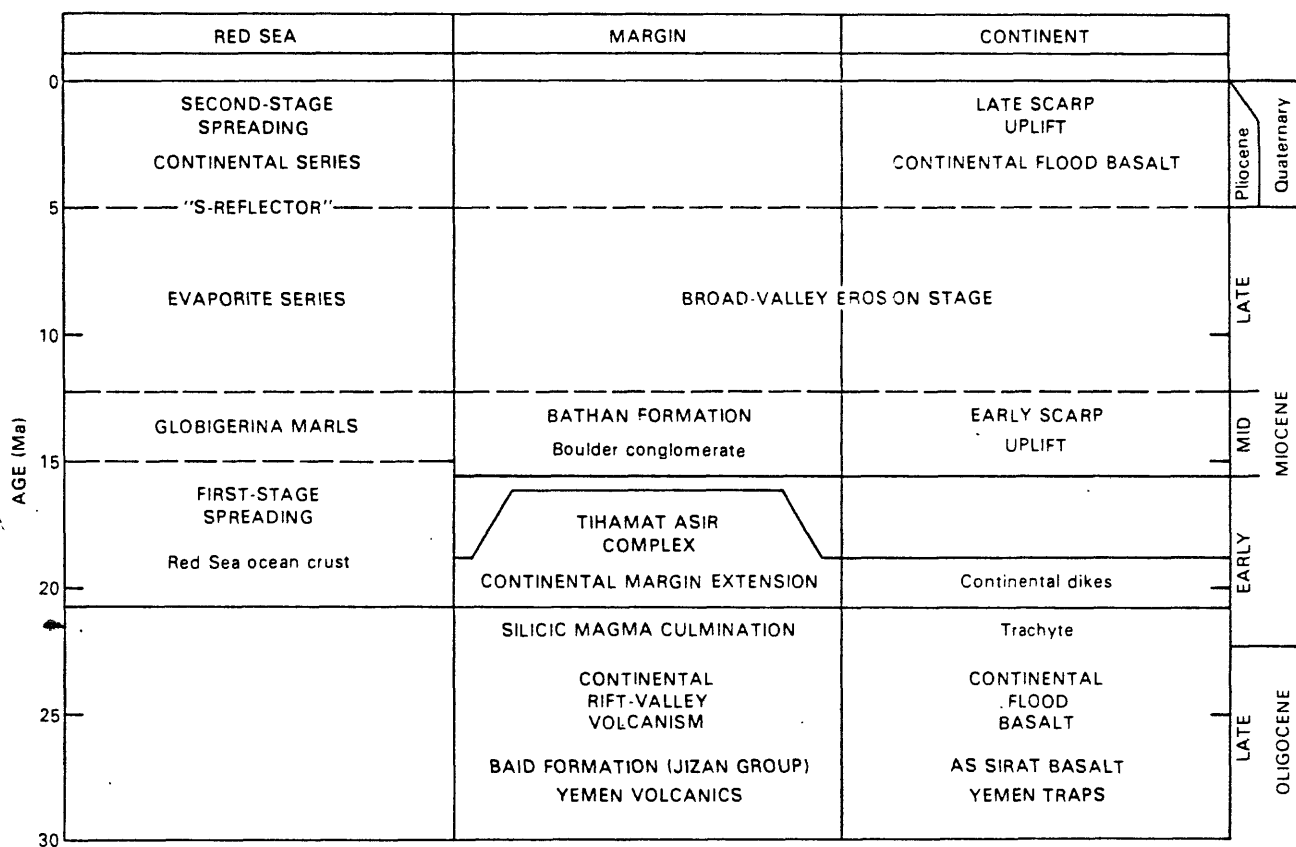 RED SEA
MARGIN
CONTINENT
AGE (Ma)
0
5
10
15
20
25
30
SECOND-STAGE
SPREADING
CONTINENTAL SERIES
"S-REFLECTOR"
EVAPORITE SERIES
GLOBIGERINA MARLS
FIRST-STAGE
SPREADING
Red Sea ocean crust
BROAD-VALLEY EROSION STAGE
BATHAN FORMATION
Boulder conglomerate
TIHAMAT ASIR
COMPLEX
CONTINENTAL MARGIN EXTENSION
SILICIC MAGMA CULMINATION
CONTINENTAL
RIFT-VALLEY
VOLCANISM
BAID FORMATION (JIZAN GROUP)
YEMEN VOLCANICS
LATE SCARP
UPLIFT
CONTINENTAL FLOOD BASALT
EARLY SCARP
UPLIFT
Continental dikes
Trachyte
CONTINENTAL
FLOOD
BASALT
AS SIRAT BASALT
YEMEN TRAPS
Pliocene
Quaternary
LATE
MID
EARLY
MIOCENE
LATE
OLIGOCENE